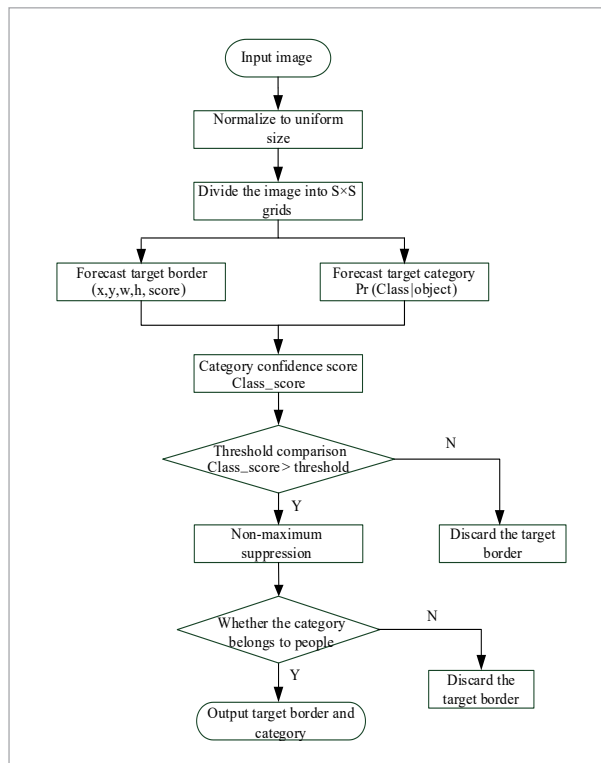 Input image
Normalize to uniform
size
Divide the image into S×S
grids
Forecast target border
(x,y,w,h, score)
Forecast target category
Pr (Class|object)
Category confidence score
Class_score
Threshold comparison
Class_score > threshold
N
Y
Non-maximum
suppression
Discard the target
border
Whether the category
belongs to people
N
Y
Discard the
target border
Output target border and
category